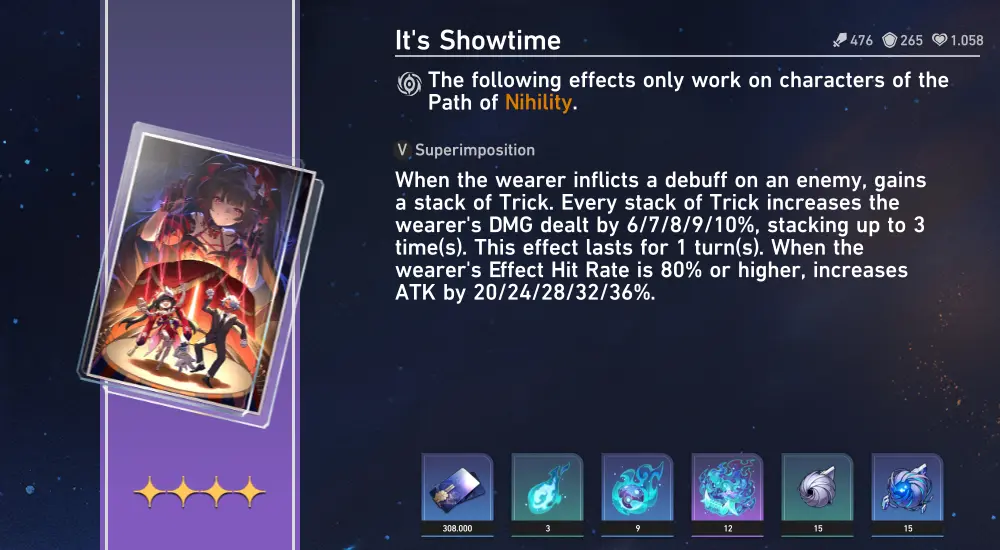 It's Showtime
476 265 1.058
The following effects only work on characters of the
Path of Nihility.
V Superimposition
When the wearer inflicts a debuff on an enemy, gains
a stack of Trick. Every stack of Trick increases the
wearer's DMG dealt by 6/7/8/9/10%, stacking up to 3
time(s). This effect lasts for 1 turn(s). When the
wearer's Effect Hit Rate is 80% or higher, increases
ATK by 20/24/28/32/36%.
308.000 3 9 12 15 15